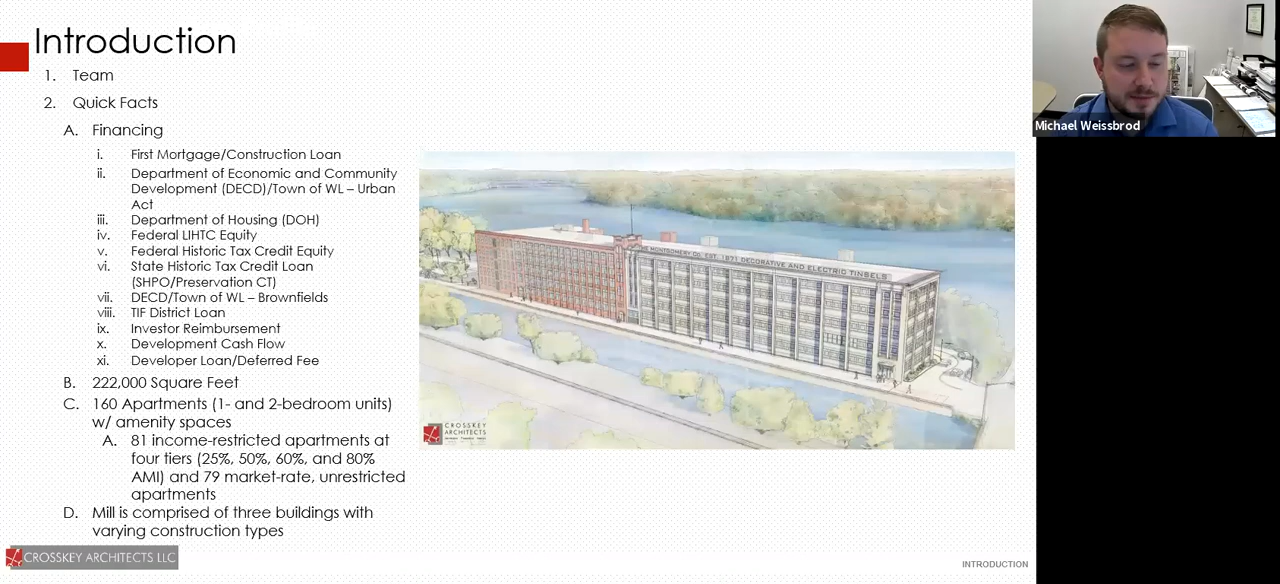 Introduction
1. Team
2. Quick Facts
A. Financing
i. First Mortgage/Construction Loan
ii. Department of Economic and Community
Development (DECD)/Town of WL – Urban
Act
iii. Department of Housing (DOH)
iv. Federal LIHTC Equity
v. Federal Historic Tax Credit Equity
vi. State Historic Tax Credit Loan
(SHPO/Preservation CT)
vii. DECD/Town of WL – Brownfields
viii. TIF District Loan
ix. Investor Reimbursement
x. Development Cash Flow
xi. Developer Loan/Deferred Fee
B. 222,000 Square Feet
C. 160 Apartments (1- and 2-bedroom units)
w/ amenity spaces
A. 81 income-restricted apartments at
four tiers (25%, 50%, 60%, and 80%
AMI) and 79 market-rate, unrestricted
apartments
D. Mill is comprised of three buildings with
varying construction types
MONTGOMERY CO. EST. 1871 DECORATIVE AND ELECTRIC TINSELS
CROSSKEY
ARCHITECTS
CROSSKEY ARCHITECTS LLC
INTRODUCTION
Michael Weissbrod